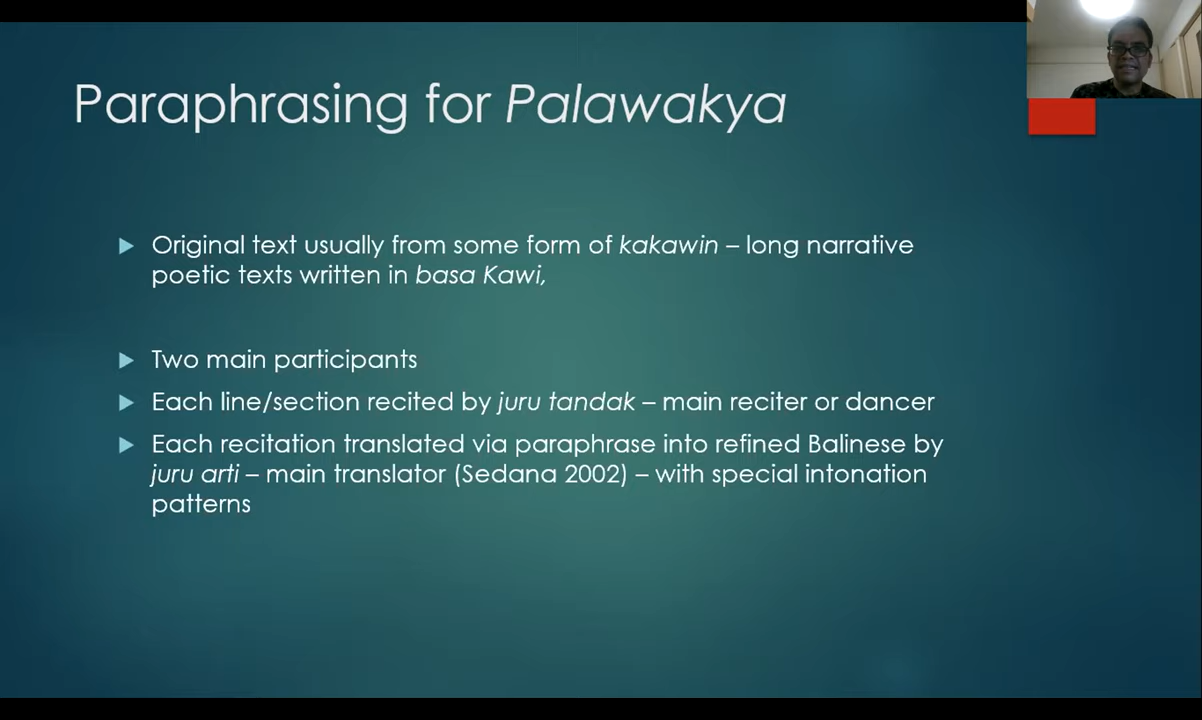 Paraphrasing for Palawakya
Original text usually from some form of kakawin – long narrative
poetic texts written in basa Kawi,
Two main participants
Each line/section recited by juru tandak – main reciter or dancer
Each recitation translated via paraphrase into refined Balinese by
juru arti – main translator (Sedana 2002) – with special intonation
patterns